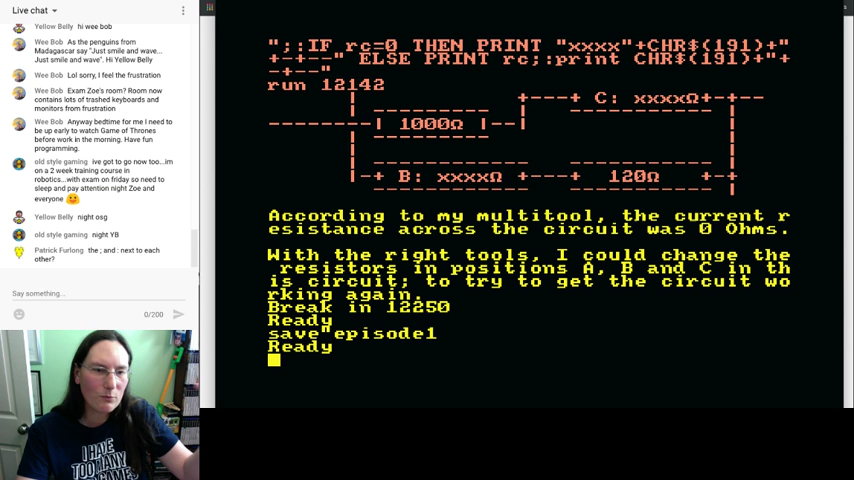 Live chat
Yellow Belly hi wee bob
Wee Bob As the penguins from
Madagascar say "Just smile and wave...
Just smile and wave". Hi Yellow Belly
Wee Bob Lol sorry, I feel the frustration
Wee Bob Exam Zoe's room? Room now
contains lots of trashed keyboards and
monitors from frustration
Wee Bob Anyway bedtime for me I need to
be up early to watch Game of Thrones
before work in the morning. Have fun
programming.
old style gaming ive got to go now too...im
on a 2 week training course in
robotics...with exam on friday so need to
sleep and pay attention night Zoe and
everyone
Yellow Belly night osg
old style gaming night YB
Patrick Furlong the ; and : next to each
other?
Say something...
0/200
";:IF rc=0 THEN PRINT "xxxx"+CHR$(191)+"
+-+--" ELSE PRINT rc;:print CHR$(191)+"+
-+--"
run 12142
+----+ C: xxxxΩ+-+--
--------| 1000Ω |--|
|-+ B: xxxxΩ +----+ 120Ω +-+
According to my multitool, the current r
esistance across the circuit was 0 Ohms.
With the right tools, I could change the
resistors in positions A, B and C in th
is circuit; to try to get the circuit wo
rking again.
Break in 12250
Ready
save"episode1
Ready
I HAVE
TOO MANY
GAMES